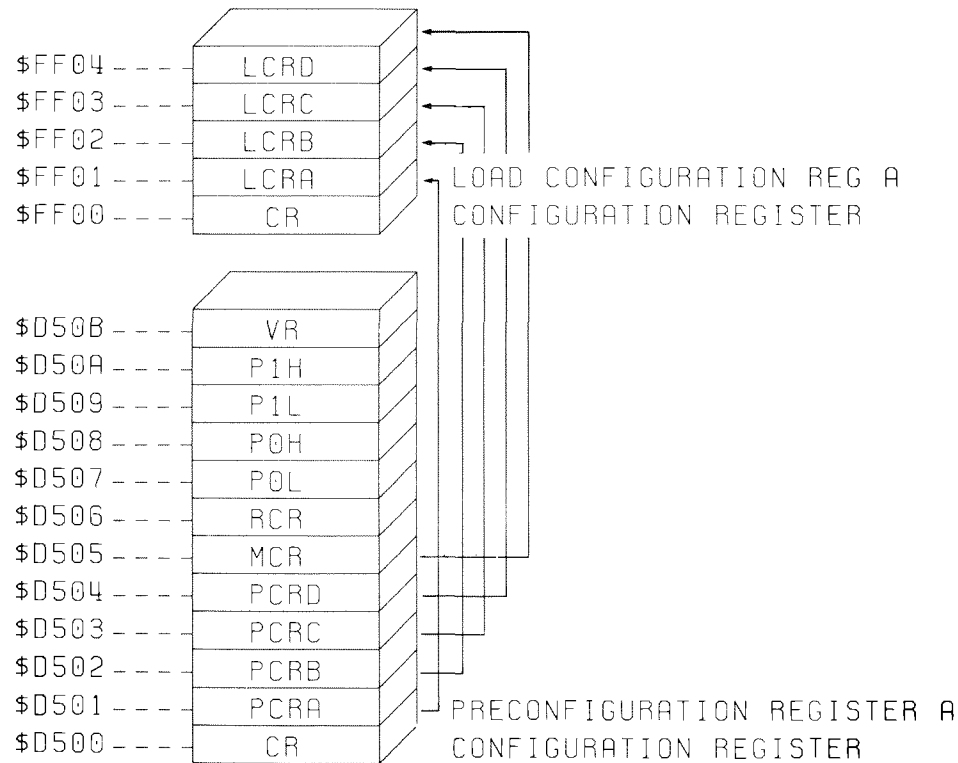 $FF04 ---- LCRD
$FF03 ---- LCRC
$FF02 ---- LCRB
$FF01 ---- LCRA LOAD CONFIGURATION REG A
$FF00 ---- CR CONFIGURATION REGISTER
$D50B ---- VR
$D50A ---- P1H
$D509 ---- P1L
$D508 ---- P0H
$D507 ---- P0L
$D506 ---- RCR
$D505 ---- MCR
$D504 ---- PCRD
$D503 ---- PCRC
$D502 ---- PCRB
$D501 ---- PCRA PRECONFIGURATION REGISTER A
$D500 ---- CR CONFIGURATION REGISTER